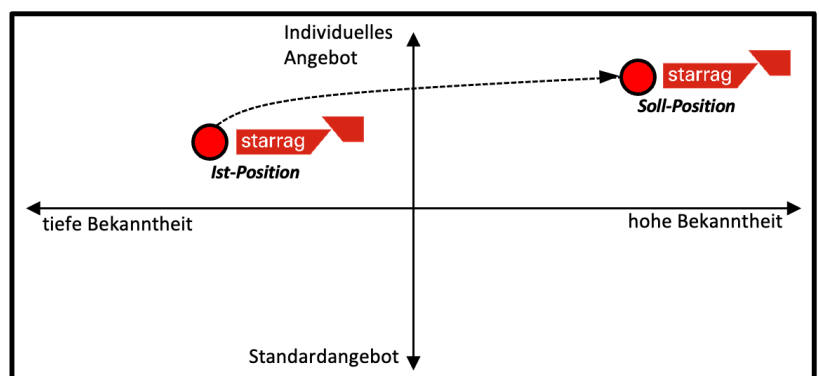 Individuelles
Angebot
starrag
Soll-Position
starrag
Ist-Position
tiefe Bekanntheit
hohe Bekanntheit
Standardangebot